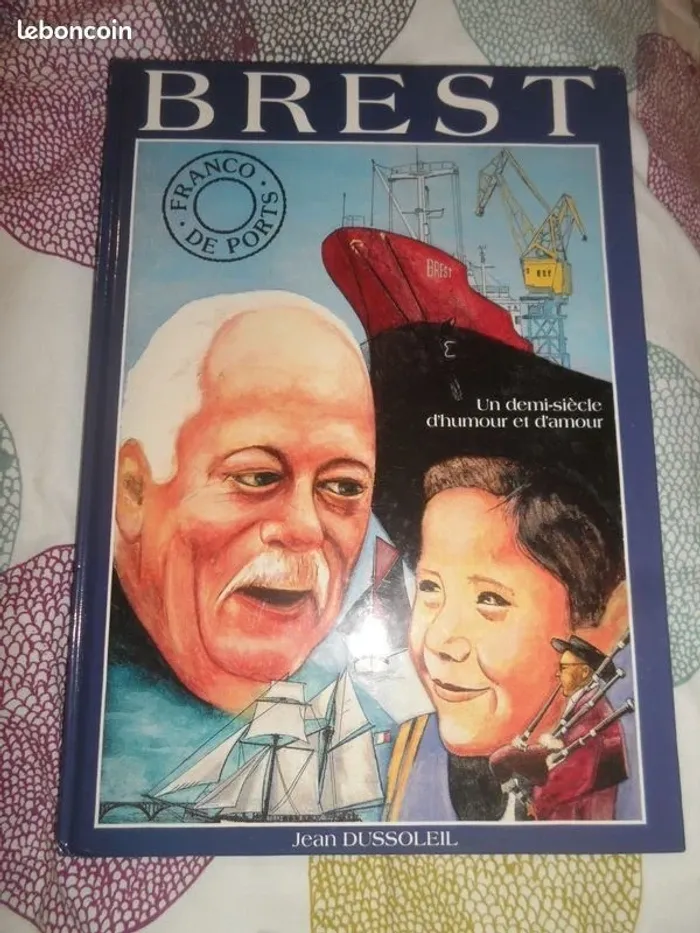 leboncoin
BREST
FRANCO
DE PORTS
BREST
Un demi-siècle
d'humour et d'amour
Jean DUSSOLEIL